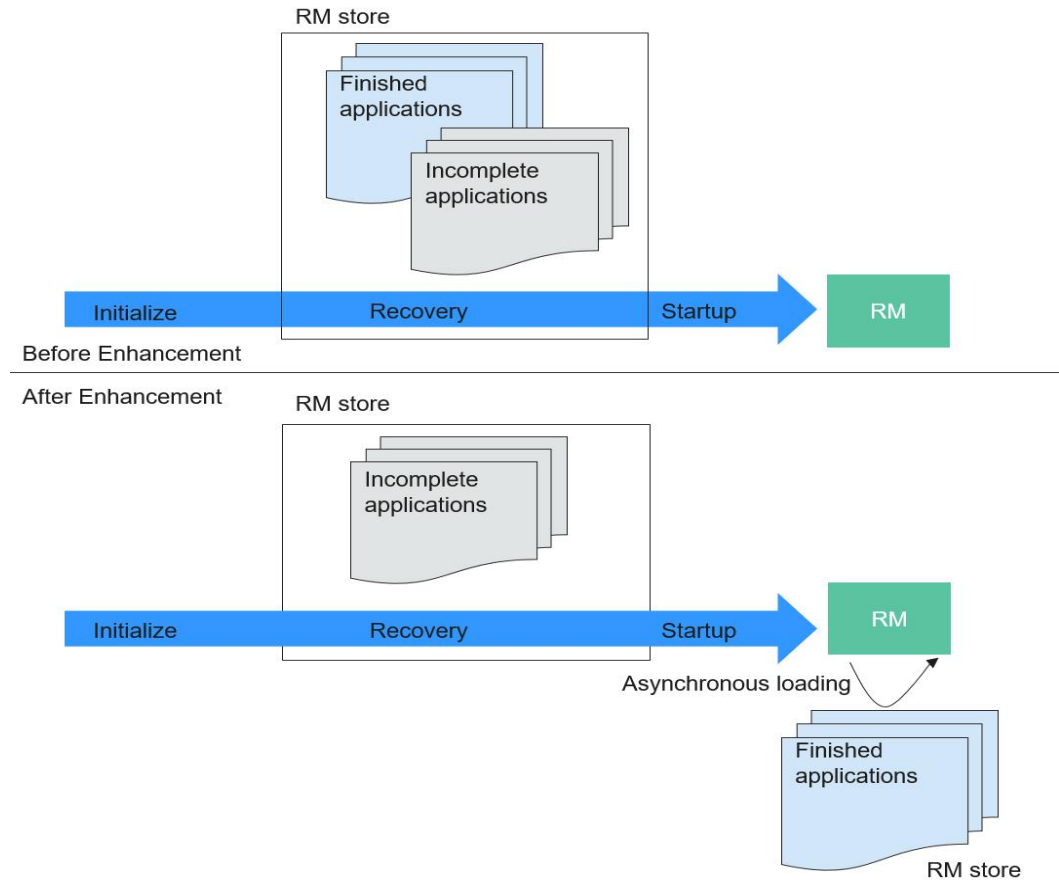 RM store
Finished
applications
Incomplete
applications
Initialize
Recovery
Startup
RM
Before Enhancement
After Enhancement
RM store
Incomplete
applications
Initialize
Recovery
Startup
RM
Asynchronous loading
Finished
applications
RM store